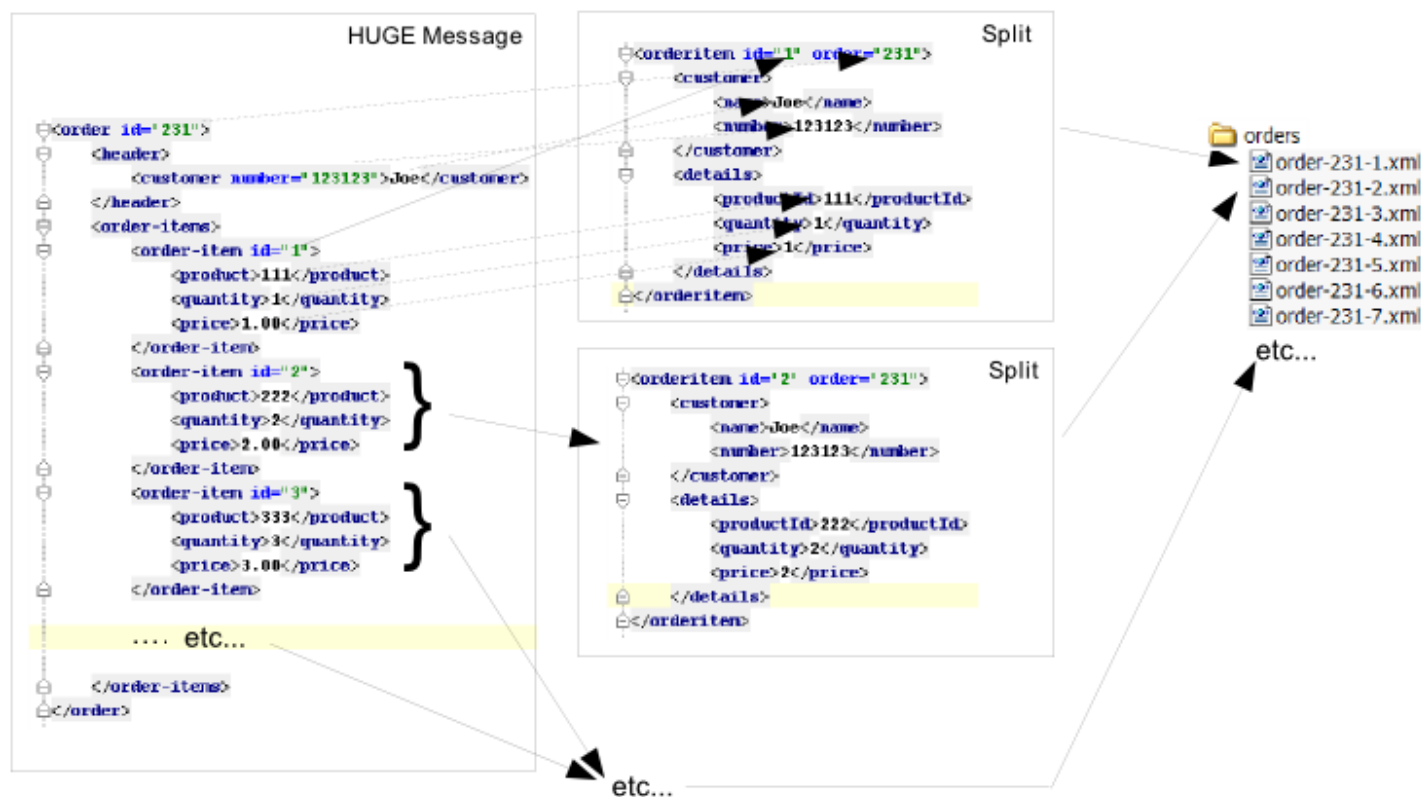 HUGE Message
<order id="231">
<header>
<customer number="123123">Joe</customer>
</header>
<order-items>
<order-item id="1">
<product>111</product>
<quantity>1</quantity>
<price>1.00</price>
</order-item>
<order-item id="2">
<product>222</product>
<quantity>2</quantity>
<price>2.00</price>
</order-item>
<order-item id="3">
<product>333</product>
<quantity>3</quantity>
<price>3.00</price>
</order-item>
.... etc...
</order-items>
</order>
}
}
Split
<orderitem id="1" order="231">
<customer>
<name>Joe</name>
<number>123123</number>
</customer>
<details>
<productId>111</productId>
<quantity>1</quantity>
<price>1</price>
</details>
</orderitem>
Split
<orderitem id="2" order="231">
<customer>
<name>Joe</name>
<number>123123</number>
</customer>
<details>
<productId>222</productId>
<quantity>2</quantity>
<price>2</price>
</details>
</orderitem>
etc...
orders
order-231-1.xml
order-231-2.xml
order-231-3.xml
order-231-4.xml
order-231-5.xml
order-231-6.xml
order-231-7.xml
etc...